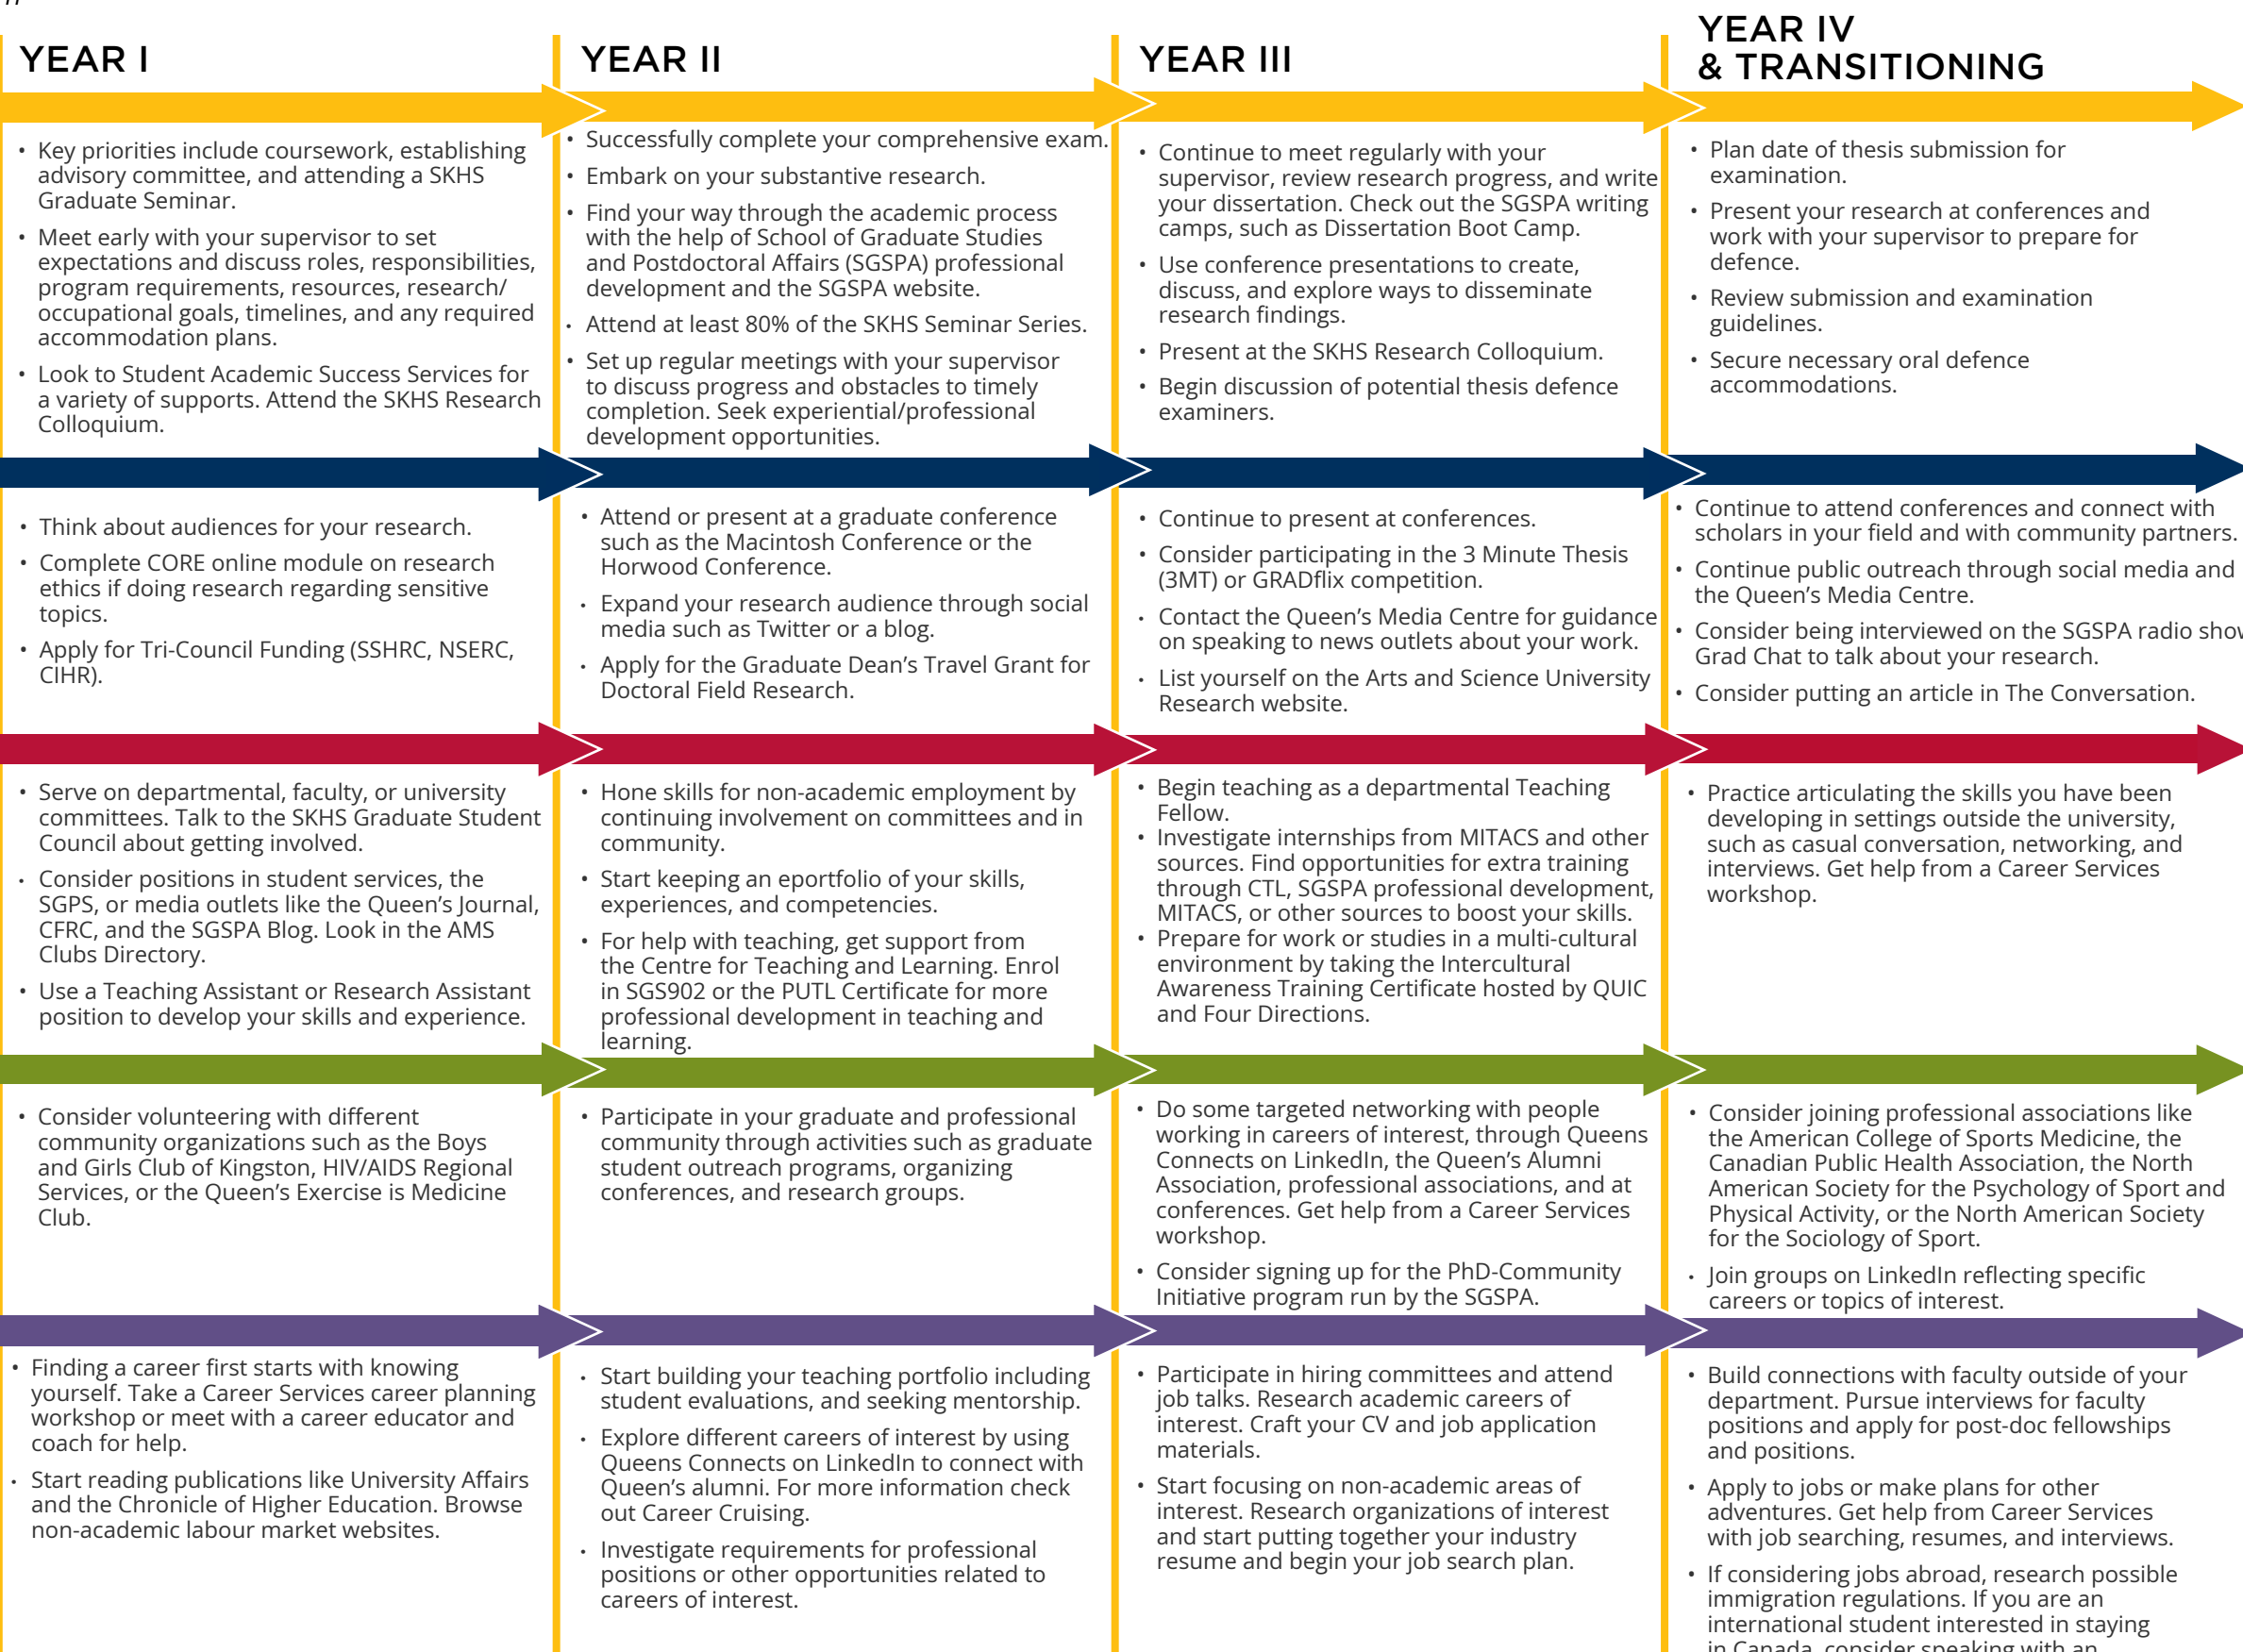 YEAR I
YEAR II
YEAR III
YEAR IV
& TRANSITIONING
• Key priorities include coursework, establishing
advisory committee, and attending a SKHS
Graduate Seminar.
• Meet early with your supervisor to set
expectations and discuss roles, responsibilities,
program requirements, resources, research/
occupational goals, timelines, and any required
accommodation plans.
• Look to Student Academic Success Services for
a variety of supports. Attend the SKHS Research
Colloquium.
• Successfully complete your comprehensive exam.
• Embark on your substantive research.
• Find your way through the academic process
with the help of School of Graduate Studies
and Postdoctoral Affairs (SGSPA) professional
development and the SGSPA website.
• Attend at least 80% of the SKHS Seminar Series.
• Set up regular meetings with your supervisor
to discuss progress and obstacles to timely
completion. Seek experiential/professional
development opportunities.
• Continue to meet regularly with your
supervisor, review research progress, and write
your dissertation. Check out the SGSPA writing
camps, such as Dissertation Boot Camp.
• Use conference presentations to create,
discuss, and explore ways to disseminate
research findings.
• Present at the SKHS Research Colloquium.
• Begin discussion of potential thesis defence
examiners.
• Plan date of thesis submission for
examination.
• Present your research at conferences and
work with your supervisor to prepare for
defence.
• Review submission and examination
guidelines.
• Secure necessary oral defence
accommodations.
• Think about audiences for your research.
• Complete CORE online module on research
ethics if doing research regarding sensitive
topics.
• Apply for Tri-Council Funding (SSHRC, NSERC,
CIHR).
• Attend or present at a graduate conference
such as the Macintosh Conference or the
Horwood Conference.
• Expand your research audience through social
media such as Twitter or a blog.
• Apply for the Graduate Dean’s Travel Grant for
Doctoral Field Research.
• Continue to present at conferences.
• Consider participating in the 3 Minute Thesis
(3MT) or GRADflix competition.
• Contact the Queen’s Media Centre for guidance
on speaking to news outlets about your work.
• List yourself on the Arts and Science University
Research website.
• Continue to attend conferences and connect with
scholars in your field and with community partners.
• Continue public outreach through social media and
the Queen’s Media Centre.
• Consider being interviewed on the SGSPA radio show
Grad Chat to talk about your research.
• Consider putting an article in The Conversation.
• Serve on departmental, faculty, or university
committees. Talk to the SKHS Graduate Student
Council about getting involved.
• Consider positions in student services, the
SGPS, or media outlets like the Queen’s Journal,
CFRC, and the SGSPA Blog. Look in the AMS
Clubs Directory.
• Use a Teaching Assistant or Research Assistant
position to develop your skills and experience.
• Hone skills for non-academic employment by
continuing involvement on committees and in
community.
• Start keeping an eportfolio of your skills,
experiences, and competencies.
• For help with teaching, get support from
the Centre for Teaching and Learning. Enrol
in SGS902 or the PUTL Certificate for more
professional development in teaching and
learning.
• Begin teaching as a departmental Teaching
Fellow.
• Investigate internships from MITACS and other
sources. Find opportunities for extra training
through CTL, SGSPA professional development,
MITACS, or other sources to boost your skills.
• Prepare for work or studies in a multi-cultural
environment by taking the Intercultural
Awareness Training Certificate hosted by QUIC
and Four Directions.
• Practice articulating the skills you have been
developing in settings outside the university,
such as casual conversation, networking, and
interviews. Get help from a Career Services
workshop.
• Consider volunteering with different
community organizations such as the Boys
and Girls Club of Kingston, HIV/AIDS Regional
Services, or the Queen’s Exercise is Medicine
Club.
• Participate in your graduate and professional
community through activities such as graduate
student outreach programs, organizing
conferences, and research groups.
• Do some targeted networking with people
working in careers of interest, through Queens
Connects on LinkedIn, the Queen’s Alumni
Association, professional associations, and at
conferences. Get help from a Career Services
workshop.
• Consider signing up for the PhD-Community
Initiative program run by the SGSPA.
• Consider joining professional associations like
the American College of Sports Medicine, the
Canadian Public Health Association, the North
American Society for the Psychology of Sport and
Physical Activity, or the North American Society
for the Sociology of Sport.
• Join groups on LinkedIn reflecting specific
careers or topics of interest.
• Finding a career first starts with knowing
yourself. Take a Career Services career planning
workshop or meet with a career educator and
coach for help.
• Start reading publications like University Affairs
and the Chronicle of Higher Education. Browse
non-academic labour market websites.
• Start building your teaching portfolio including
student evaluations, and seeking mentorship.
• Explore different careers of interest by using
Queens Connects on LinkedIn to connect with
Queen’s alumni. For more information check
out Career Cruising.
• Investigate requirements for professional
positions or other opportunities related to
careers of interest.
• Participate in hiring committees and attend
job talks. Research academic careers of
interest. Craft your CV and job application
materials.
• Start focusing on non-academic areas of
interest. Research organizations of interest
and start putting together your industry
resume and begin your job search plan.
• Build connections with faculty outside of your
department. Pursue interviews for faculty
positions and apply for post-doc fellowships
and positions.
• Apply to jobs or make plans for other
adventures. Get help from Career Services
with job searching, resumes, and interviews.
• If considering jobs abroad, research possible
immigration regulations. If you are an
international student interested in staying
in Canada, consider speaking with an